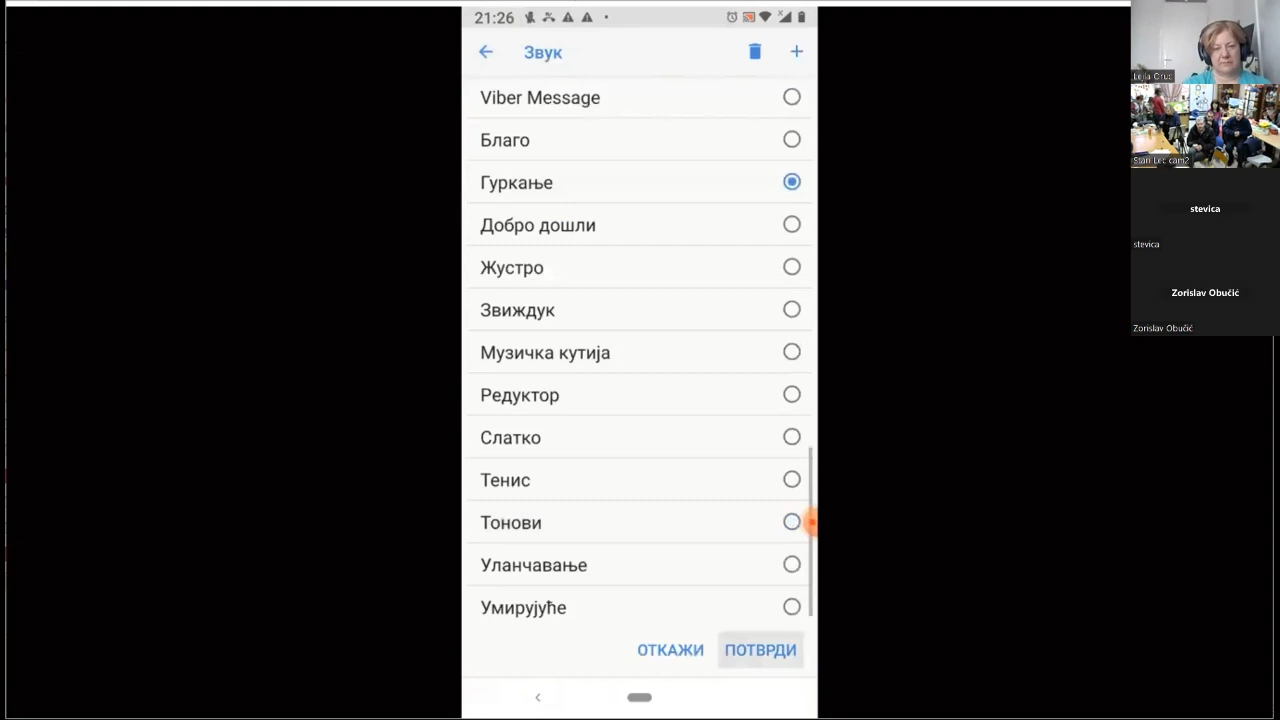 21:26
Звук
Viber Message
Благо
Гуркање
Добро дошли
Жустро
Звиждук
Музичка кутија
Редуктор
Слатко
Тенис
Тонови
Уланчавање
Умирујуће
ОТКАЖИ ПОТВРДИ
stevica
stevica
Zorislav Obučić
Zorislav Obučić